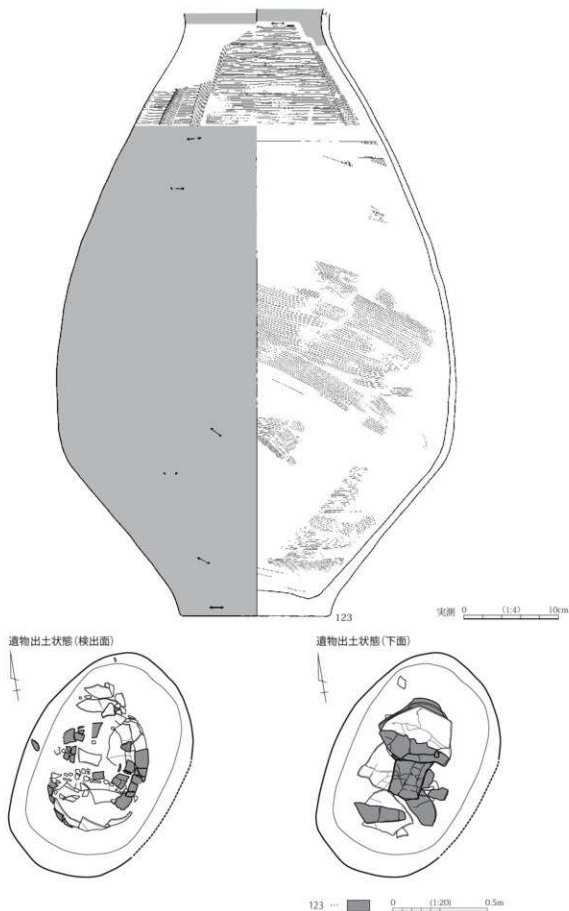 123
実測 0 (1:4) 10cm
遺物出土状態(検出面)
遺物出土状態(下面)
123 … 0 (1:20) 0.5m